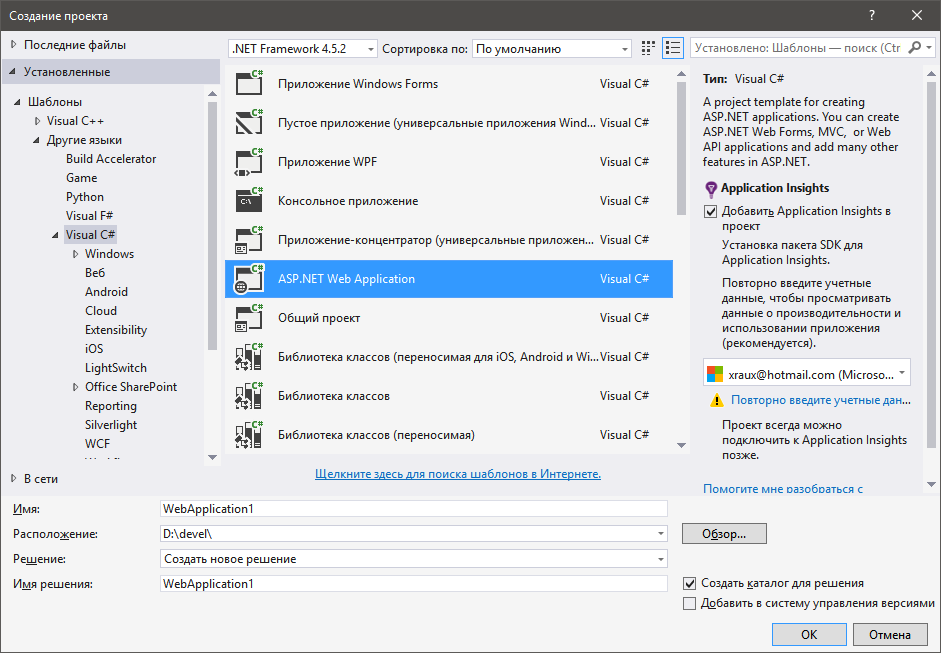 Создание проекта
Последние файлы
.NET Framework 4.5.2
Сортировка по:
По умолчанию
Установлено: Шаблоны — поиск (Ctr
Установленные
Шаблоны
Visual C++
Другие языки
Build Accelerator
Game
Python
Visual F#
Visual C#
Windows
Веб
Android
Cloud
Extensibility
iOS
LightSwitch
Office SharePoint
Reporting
Silverlight
WCF
В сети
Приложение Windows Forms Visual C#
Пустое приложение (универсальные приложения Wind... Visual C#
Приложение WPF Visual C#
Консольное приложение Visual C#
Приложение-концентратор (универсальные приложен... Visual C#
ASP.NET Web Application Visual C#
Общий проект Visual C#
Библиотека классов (переносимая для iOS, Android и Wi... Visual C#
Библиотека классов Visual C#
Библиотека классов (переносимая) Visual C#
Щелкните здесь для поиска шаблонов в Интернете.
Тип: Visual C#
A project template for creating
ASP.NET applications. You can create
ASP.NET Web Forms, MVC, or Web
API applications and add many other
features in ASP.NET.
Application Insights
Добавить Application Insights в
проект
Установка пакета SDK для
Application Insights.
Повторно введите учетные
данные, чтобы просматривать
данные о производительности и
использовании приложения
(рекомендуется).
xraux@hotmail.com (Microso...
Повторно введите учетные дан...
Проект всегда можно
подключить к Application Insights
позже.
Помогите мне разобраться с
Имя: WebApplication1
Расположение: D:\devel\
Обзор...
Решение: Создать новое решение
Имя решения: WebApplication1
Создать каталог для решения
Добавить в систему управления версиями
OK
Отмена